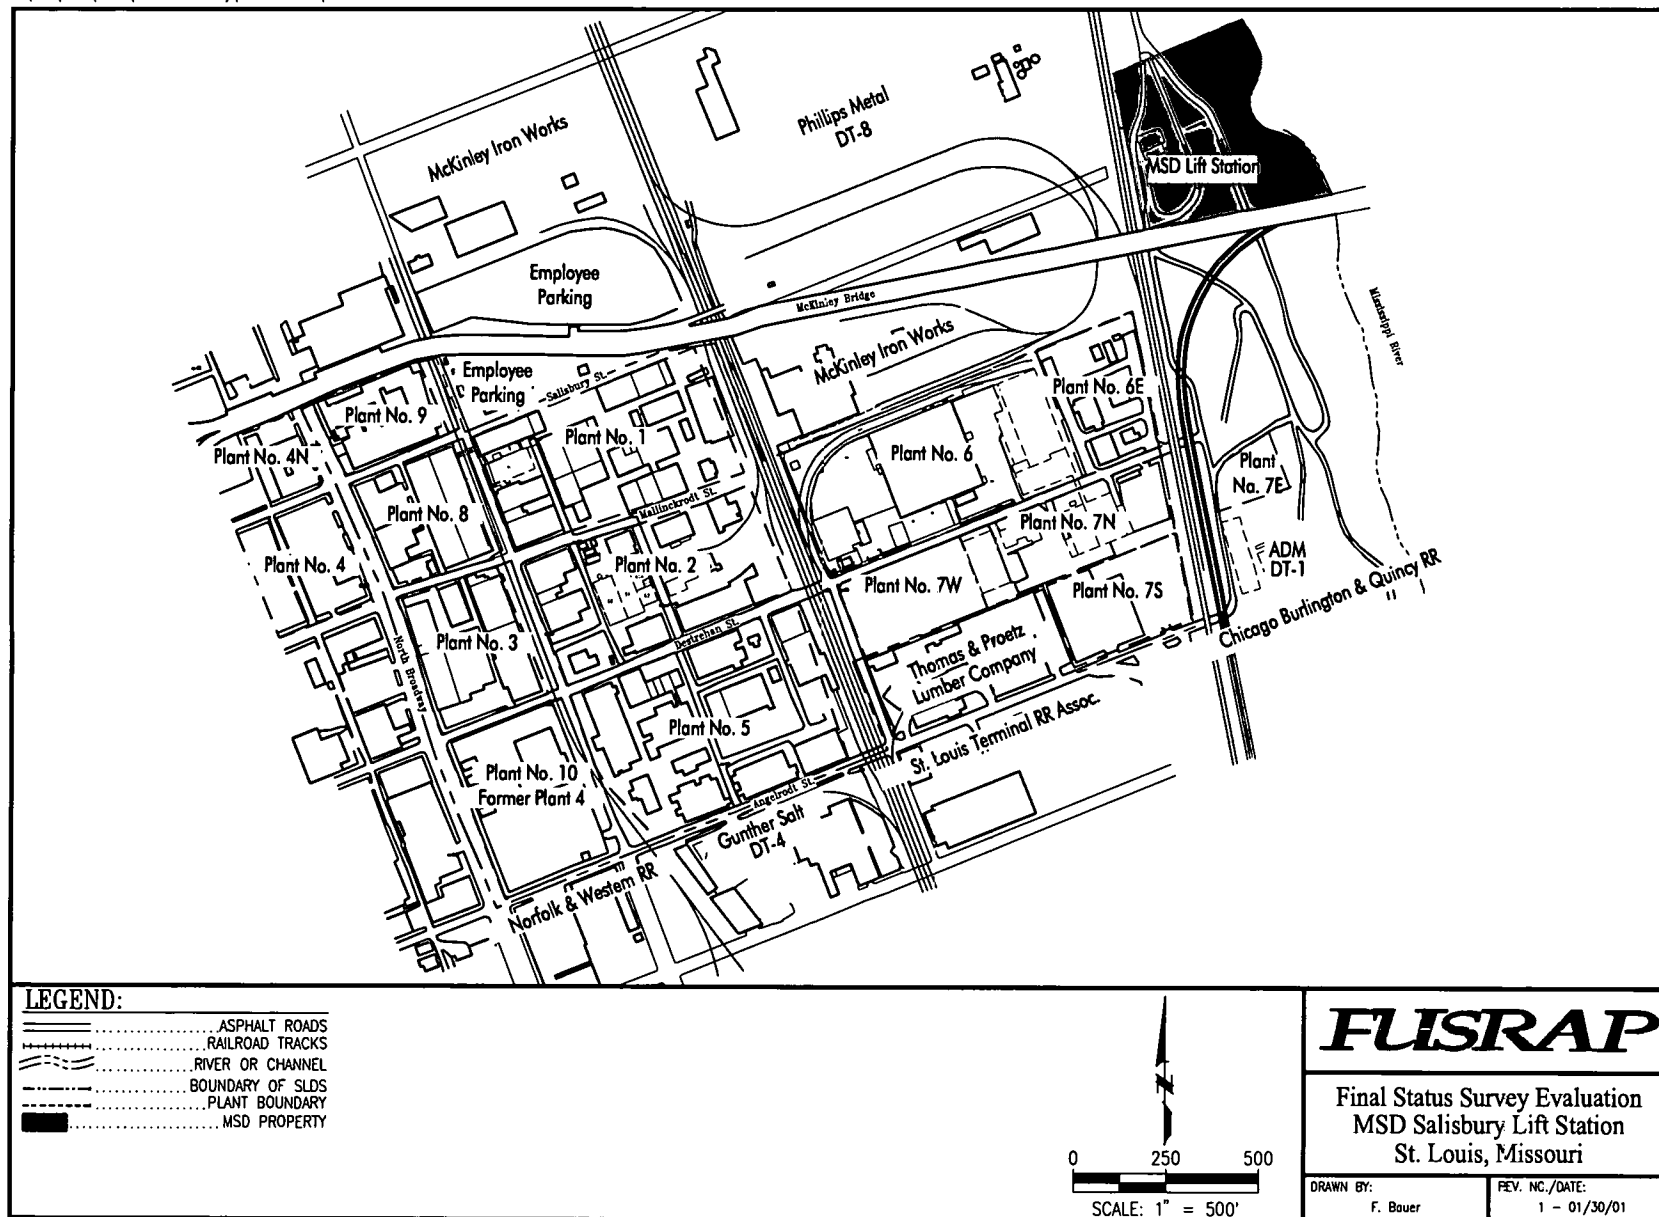 McKinley Iron Works
Phillips Metal
DT-8
MSD Lift Station
Employee
Parking
McKinley Bridge
Mississippi River
McKinley Iron Works
Employee
Parking
Salisbury St.
Plant No. 6E
Plant No. 9
Plant No. 1
Plant No. 4N
Plant No. 6
Plant
Na. 7E
Mallinckrodt St.
Plant No. 8
Plant No. 7N
Plant No. 4
Plant No. 2
ADM
DT-1
Plant No. 7W
Plant No. 7S
Chicago Burlington & Quincy RR
Destrehan St.
North Broadway
Plant No. 3
Thomas & Proetz
Lumber Company
Plant No. 5
St. Louis Terminal RR Assoc.
Plant No. 10
Former Plant 4
Angelrodt St.
Gunther Salt
DT-4
Norfolk & Western RR
LEGEND:
ASPHALT ROADS
RAILROAD TRACKS
RIVER OR CHANNEL
BOUNDARY OF SLDS
PLANT BOUNDARY
MSD PROPERTY
N
0 250 500
SCALE: 1" = 500'
FUSRAP
Final Status Survey Evaluation
MSD Salisbury Lift Station
St. Louis, Missouri
DRAWN BY:
F. Bauer
REV. NC./DATE:
1 - 01/30/01